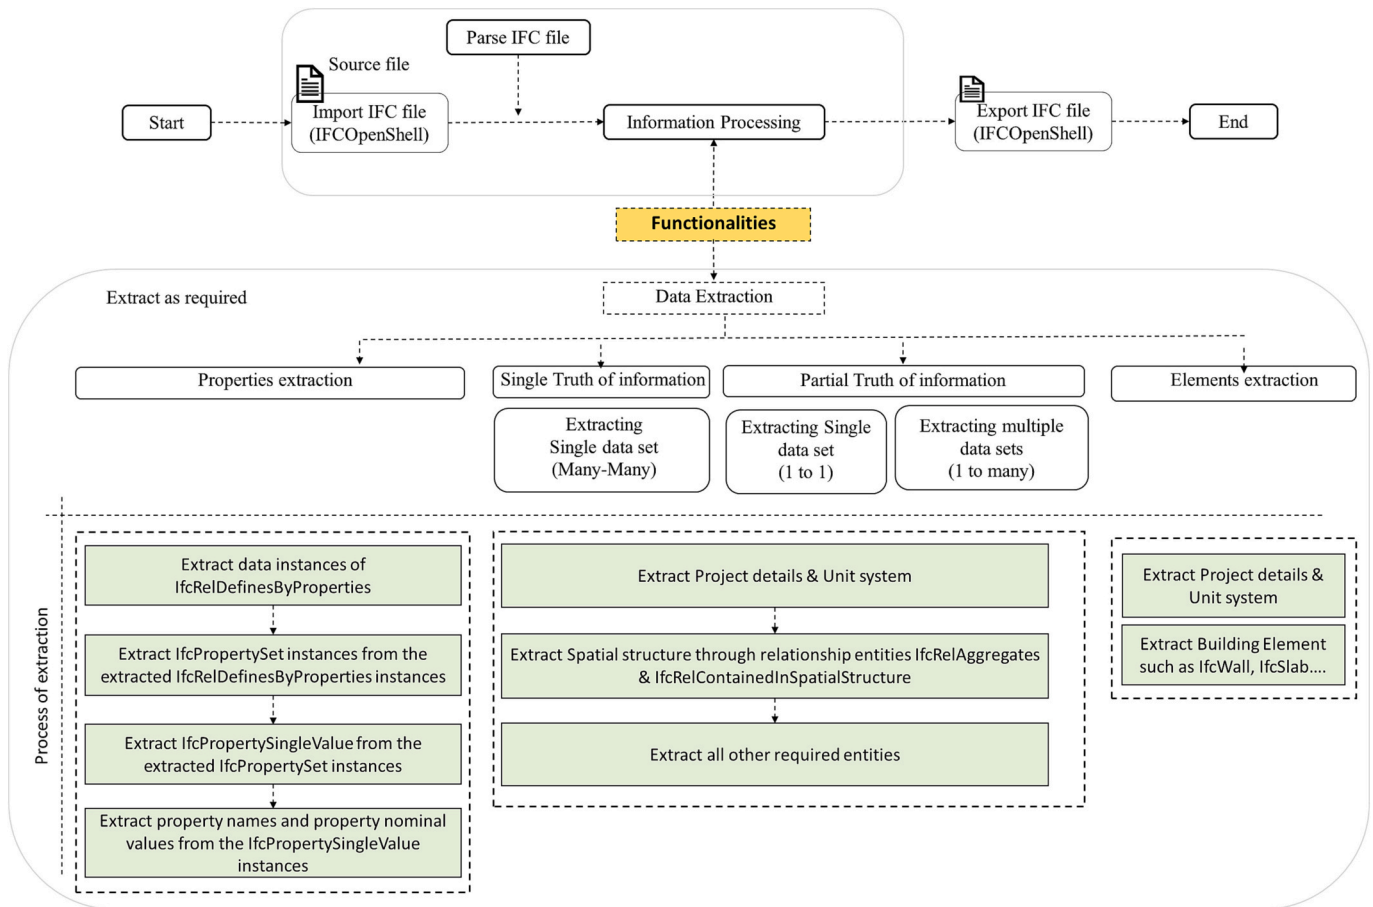 Parse IFC file
Source file
Start
Import IFC file
(IFCOpenShell)
Information Processing
Export IFC file
(IFCOpenShell)
End
Functionalities
Extract as required
Data Extraction
Properties extraction
Single Truth of information
Partial Truth of information
Elements extraction
Extracting
Single data set
(Many-Many)
Extracting Single
data set
(1 to 1)
Extracting multiple
data sets
(1 to many)
Process of extraction
Extract data instances of
IfcRelDefinesByProperties
Extract IfcPropertySet instances from the
extracted IfcRelDefinesByProperties instances
Extract IfcPropertySingleValue from the
extracted IfcPropertySet instances
Extract property names and property nominal
values from the IfcPropertySingleValue
instances
Extract Project details & Unit system
Extract Spatial structure through relationship entities IfcRelAggregates
& IfcRelContainedInSpatialStructure
Extract all other required entities
Extract Project details &
Unit system
Extract Building Element
such as IfcWall, IfcSlab....